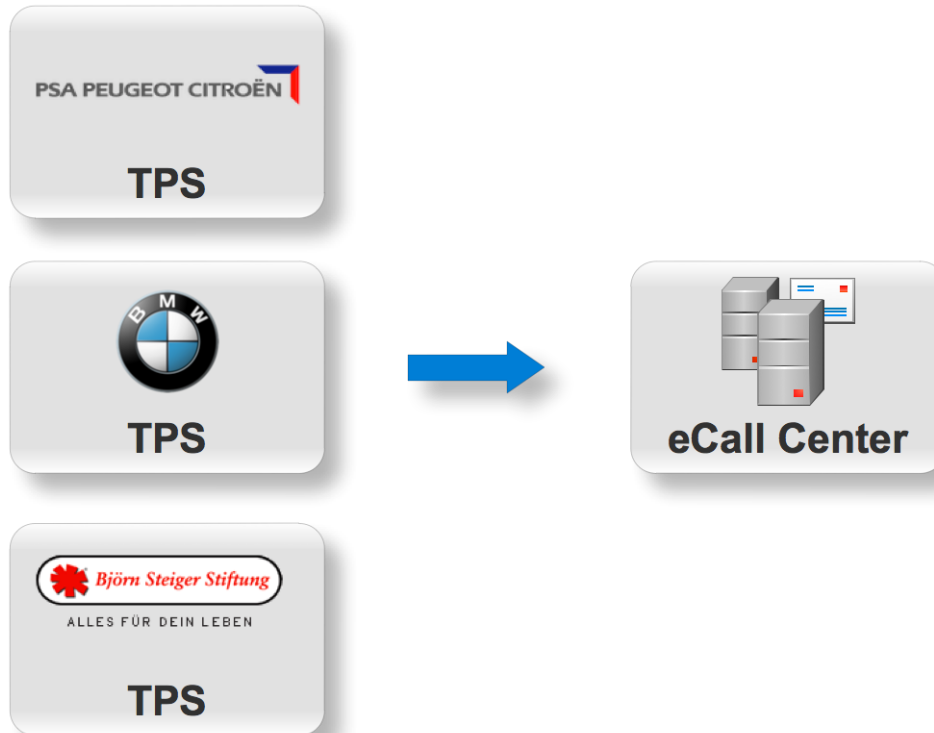 PSA PEUGEOT CITROËN
TPS
BMW
TPS
eCall Center
Björn Steiger Stiftung
ALLES FÜR DEIN LEBEN
TPS